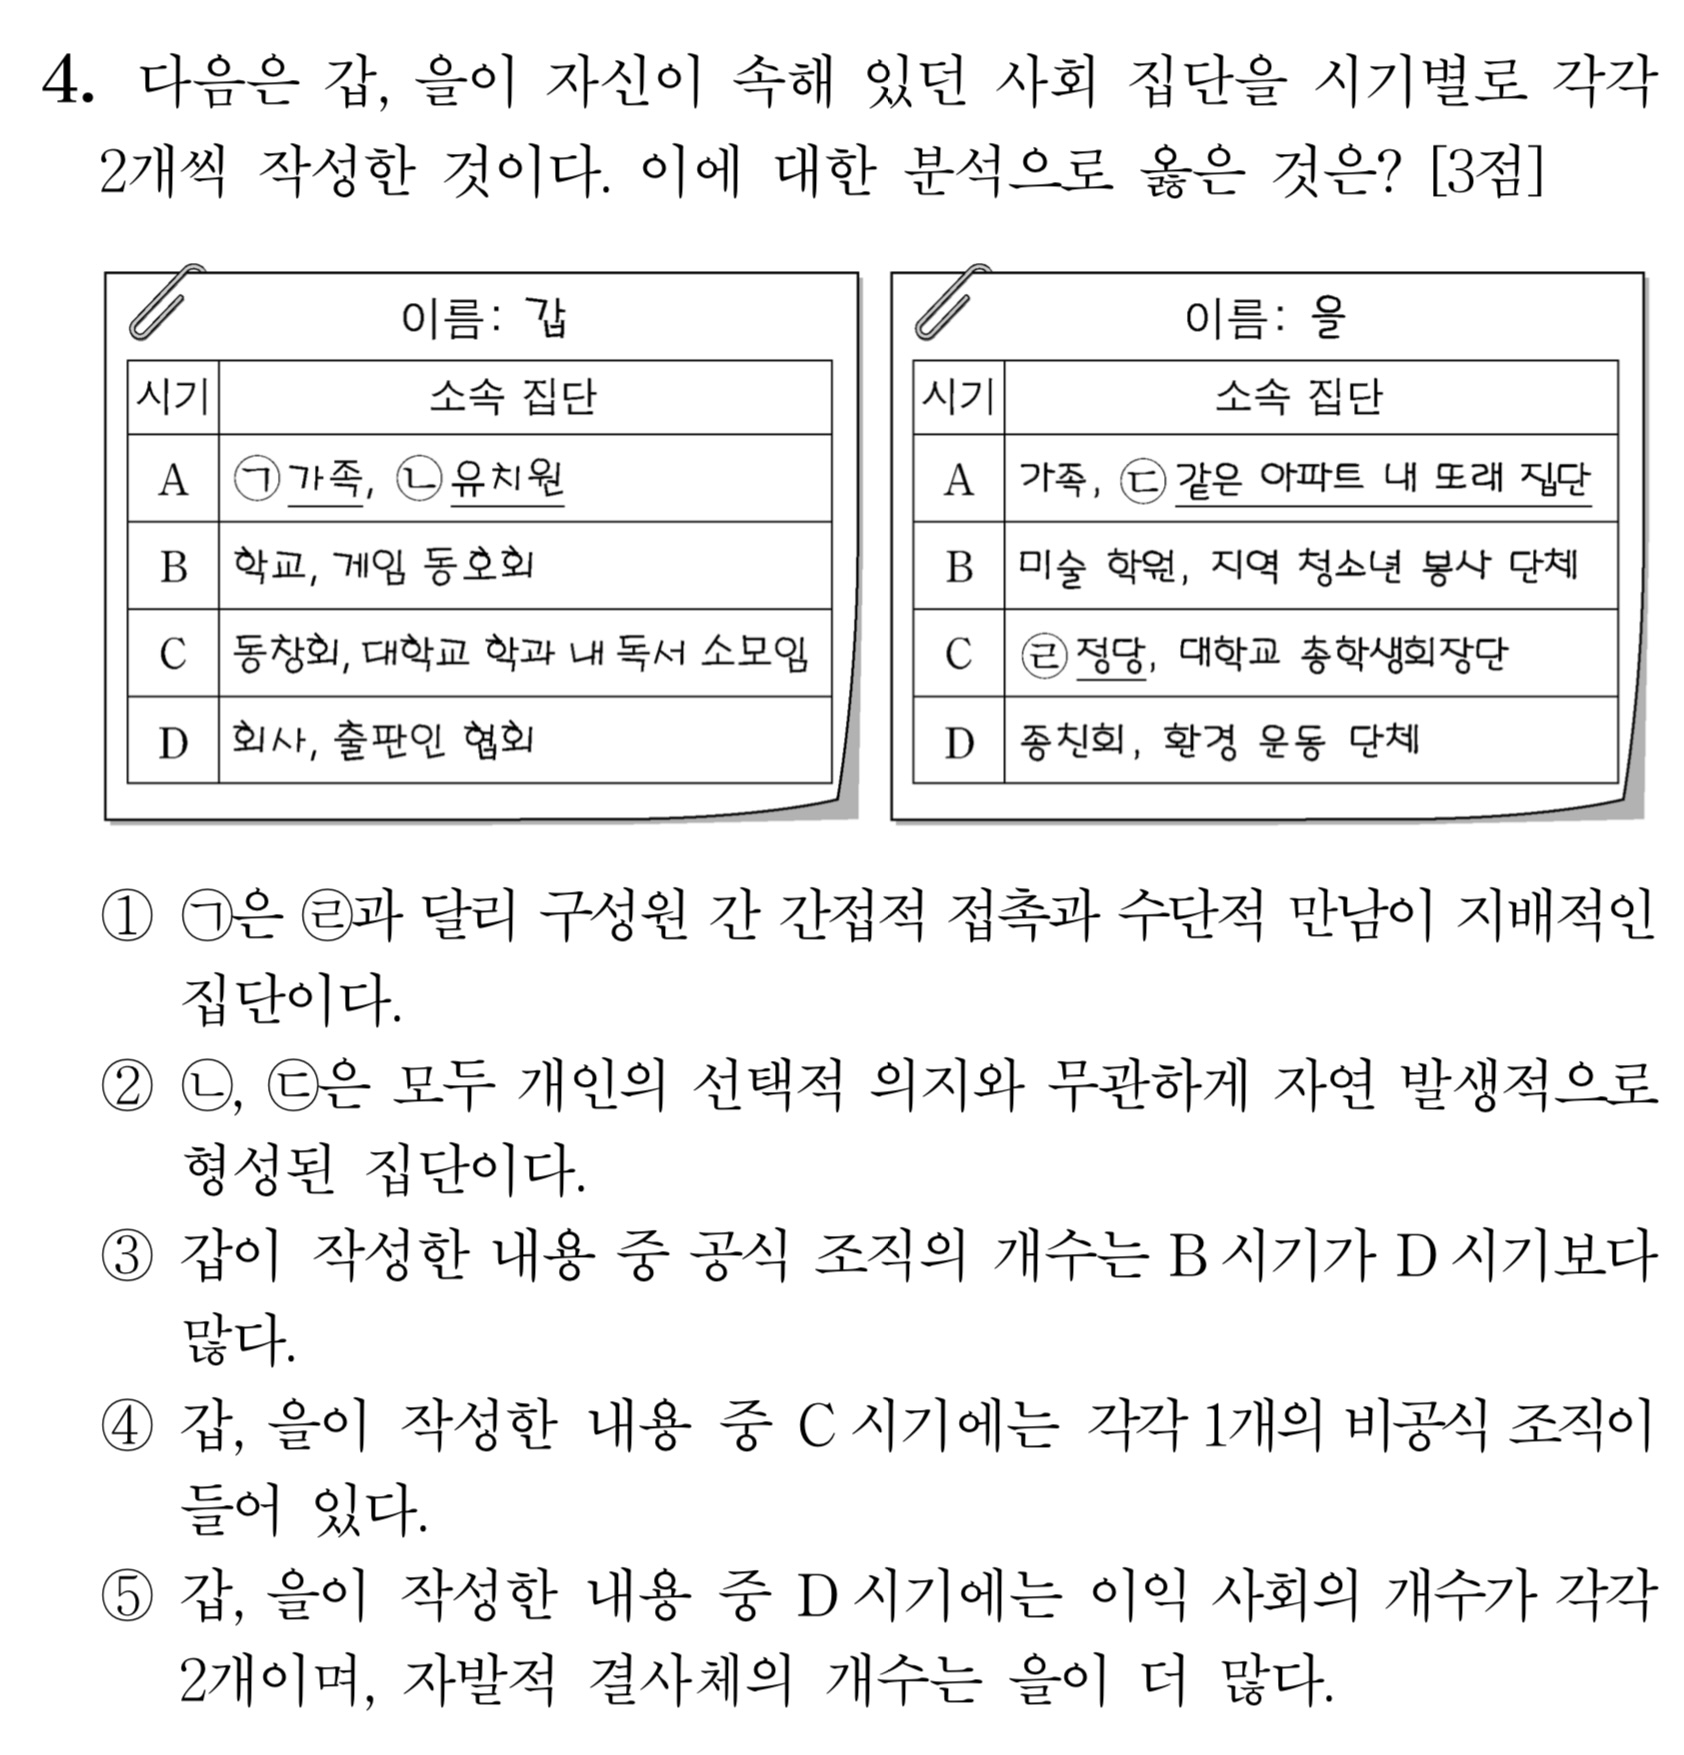 4. 다음은 갑, 을이 자신이 속해 있던 사회 집단을 시기별로 각각
2개씩 작성한 것이다. 이에 대한 분석으로 옳은 것은? [3점]
이름: 갑
시기 소속 집단
A ㉠가족, ㉡유치원
B 학교, 게임 동호회
C 동창회, 대학교 학과 내 독서 소모임
D 회사, 출판인 협회
이름: 을
시기 소속 집단
A 가족, ㉢같은 아파트 내 또래 집단
B 미술 학원, 지역 청소년 봉사 단체
C ㉣정당, 대학교 총학생회장단
D 종친회, 환경 운동 단체
① ㉠은 ㉣과 달리 구성원 간 간접적 접촉과 수단적 만남이 지배적인
집단이다.
② ㉡, ㉢은 모두 개인의 선택적 의지와 무관하게 자연 발생적으로
형성된 집단이다.
③ 갑이 작성한 내용 중 공식 조직의 개수는 B 시기가 D 시기보다
많다.
④ 갑, 을이 작성한 내용 중 C 시기에는 각각 1개의 비공식 조직이
들어 있다.
⑤ 갑, 을이 작성한 내용 중 D 시기에는 이익 사회의 개수가 각각
2개이며, 자발적 결사체의 개수는 을이 더 많다.